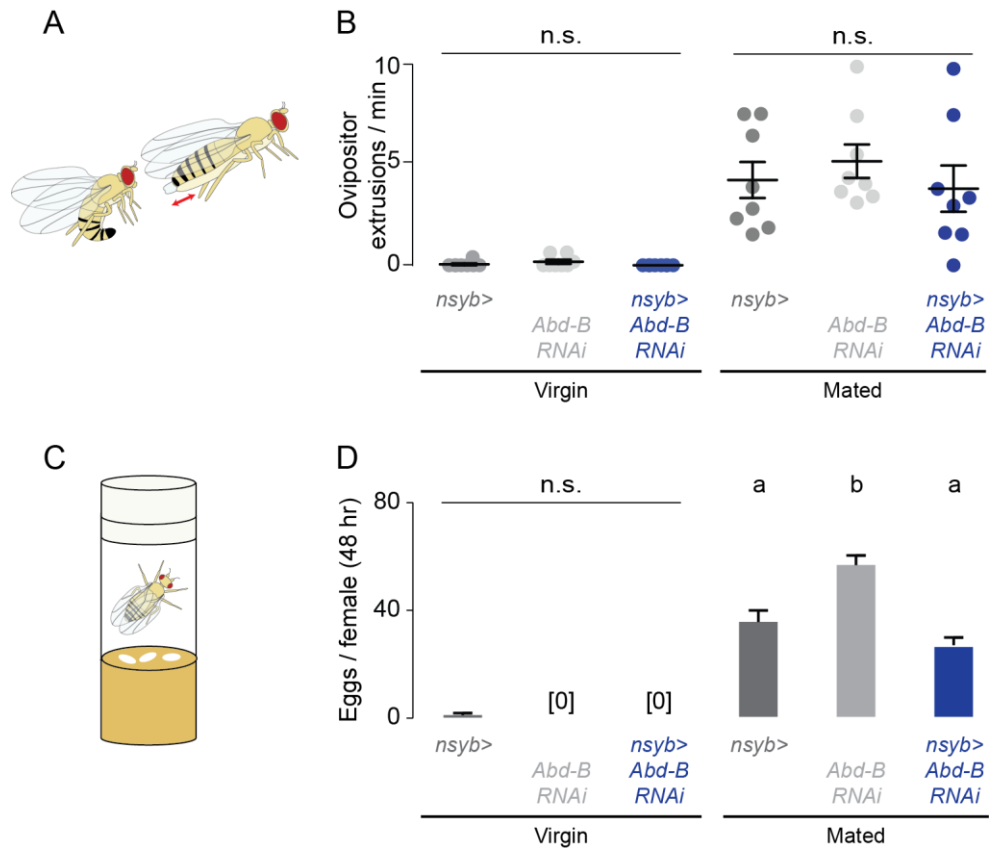 A
B
n.s.
n.s.
Ovipositor
extrusions / min
10
5
0
nsyb>
Abd-B
RNAi
nsyb>
Abd-B
RNAi
nsyb>
Abd-B
RNAi
nsyb>
Abd-B
RNAi
Virgin
Mated
C
D
n.s.
a
b
a
Eggs / female (48 hr)
80
40
0
[0]
[0]
nsyb>
Abd-B
RNAi
nsyb>
Abd-B
RNAi
nsyb>
Abd-B
RNAi
nsyb>
Abd-B
RNAi
Virgin
Mated